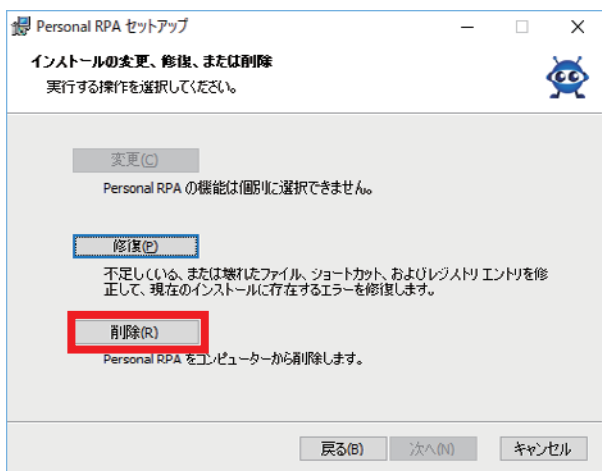 Personal RPA セットアップ
インストールの変更、修復、または削除
実行する操作を選択してください。
変更(C)
Personal RPA の機能は個別に選択できません。
修復(P)
不足している、または壊れたファイル、ショートカット、およびレジストリ エントリを修
正して、現在のインストールに存在するエラーを修復します。
削除(R)
Personal RPA をコンピューターから削除します。
戻る(B) 次へ(N) キャンセル